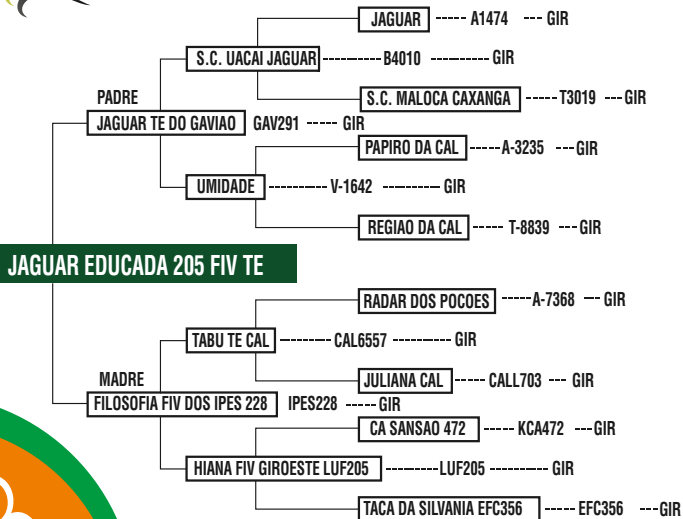 JAGUAR ----- A1474 --- GIR
S.C. UACAI JAGUAR ---------- B4010 ---------- GIR
PADRE
S.C. MALOCA CAXANGA ----- T3019 --- GIR
JAGUAR TE DO GAVIAO GAV291 ----- GIR
PAPIRO DA CAL ----- A-3235 --- GIR
UMIDADE ---------- V-1642 ---------- GIR
REGIAO DA CAL ----- T-8839 --- GIR
JAGUAR EDUCADA 205 FIV TE
RADAR DOS POCOES ----- A-7368 --- GIR
TABU TE CAL ---------- CAL6557 ---------- GIR
MADRE
JULIANA CAL ----- CALL703 --- GIR
FILOSOFIA FIV DOS IPES 228 IPES228 ----- GIR
CA SANSAO 472 ----- KCA472 --- GIR
HIANA FIV GIROESTE LUF205 ---------- LUF205 ---------- GIR
TACA DA SILVANIA EFC356 ----- EFC356 --- GIR